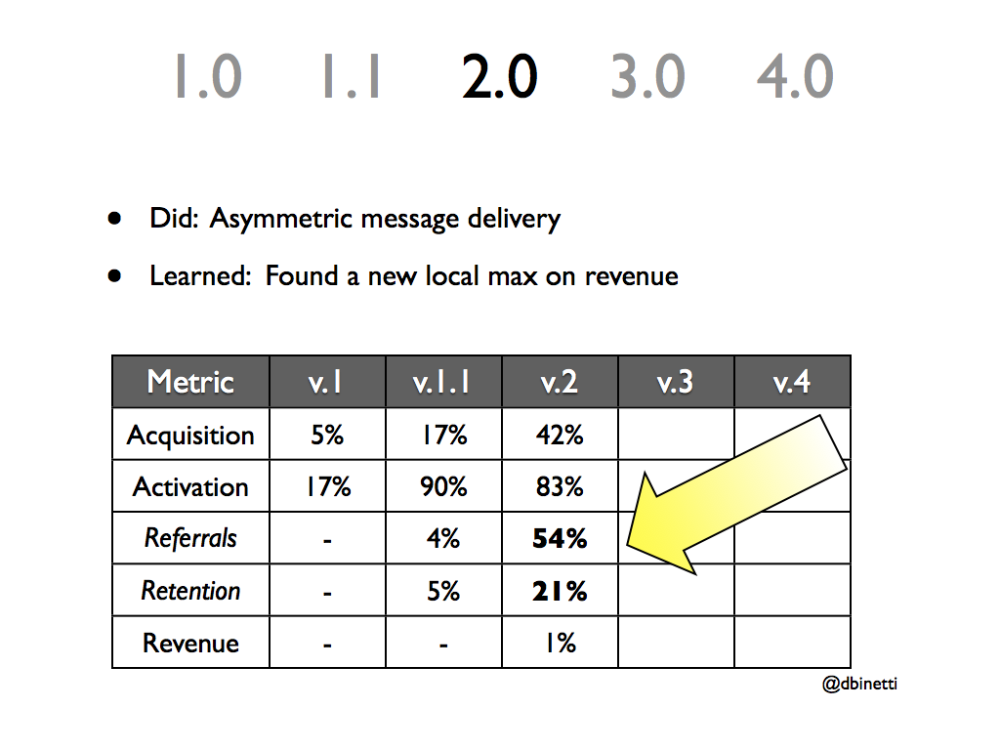 1.0 1.1 2.0 3.0 4.0
• Did: Asymmetric message delivery
• Learned: Found a new local max on revenue
Metric v.1 v.1.1 v.2 v.3 v.4
Acquisition 5% 17% 42%
Activation 17% 90% 83%
Referrals - 4% 54%
Retention - 5% 21%
Revenue - - 1%
@dbinetti